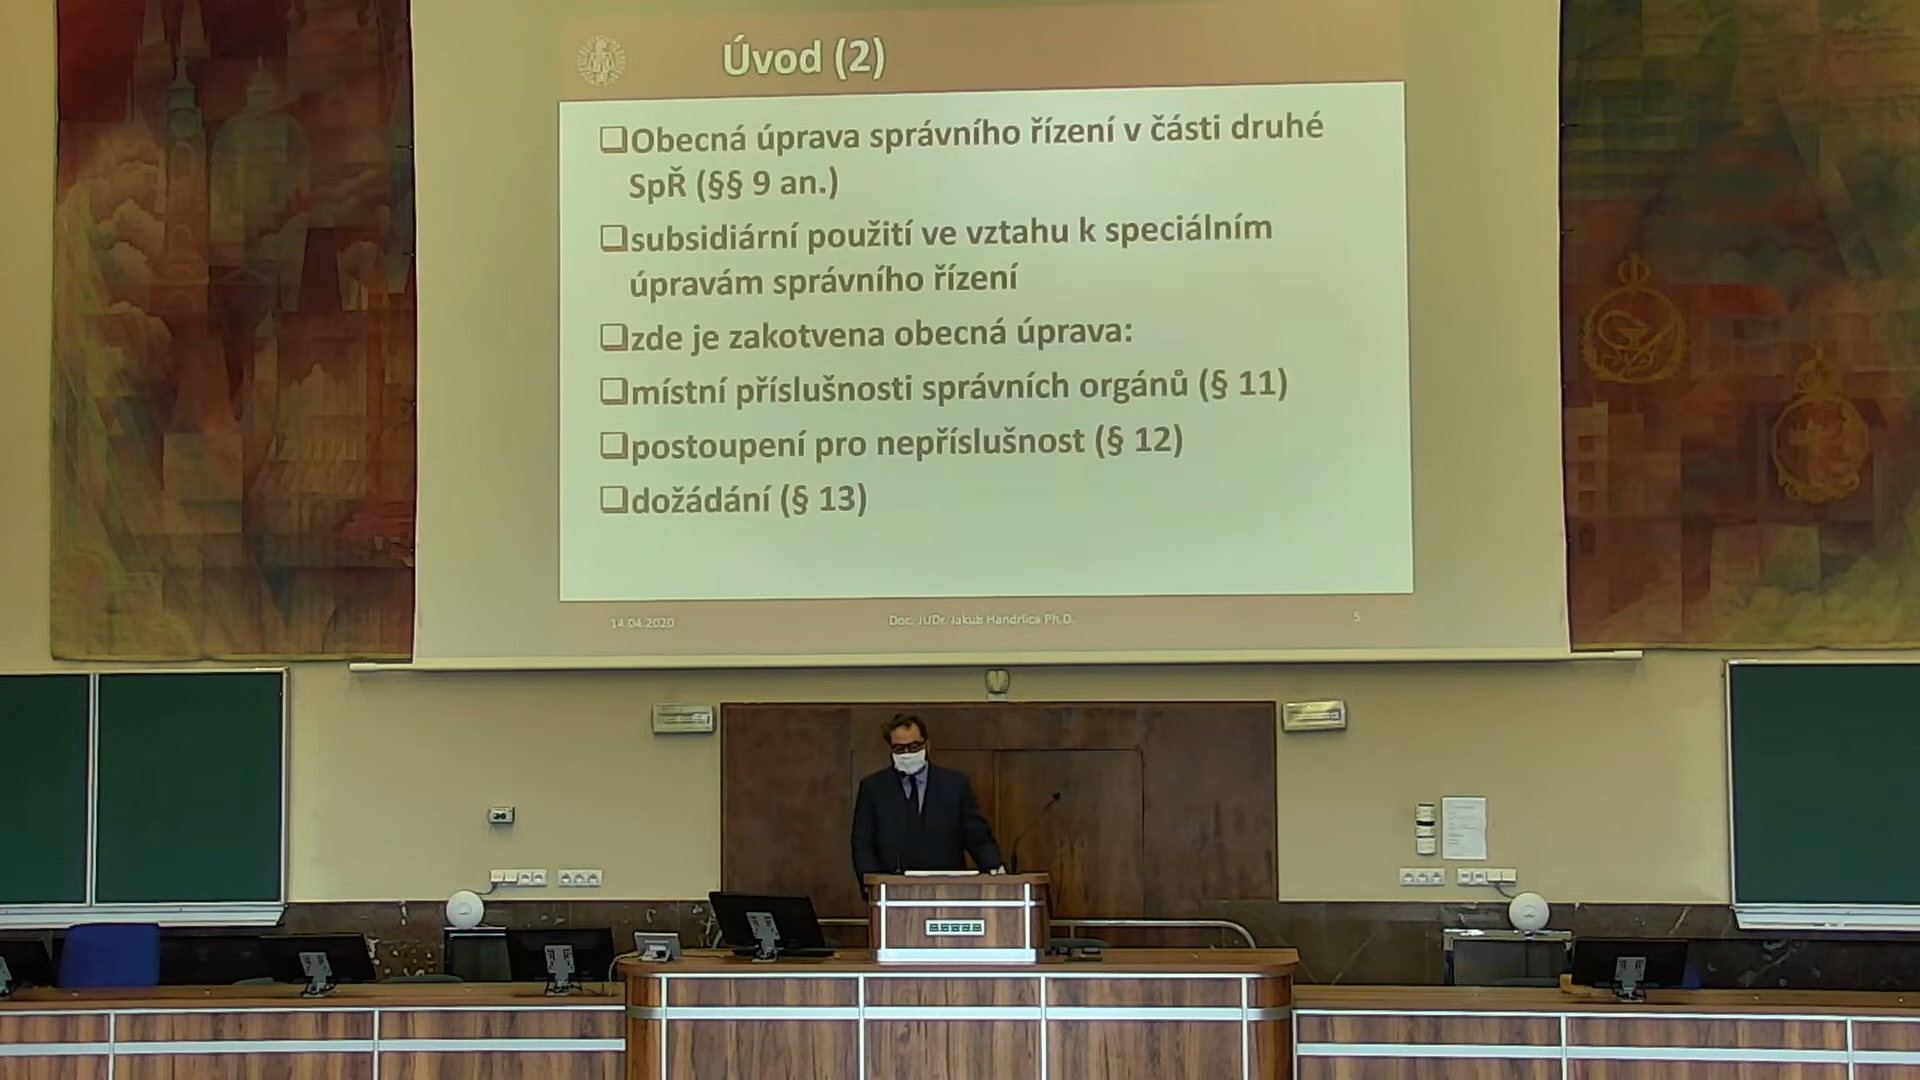 Úvod (2)
❑Obecná úprava správního řízení v části druhé
SpŘ (§§ 9 an.)
❑subsidiární použití ve vztahu k speciálním
úpravám správního řízení
❑zde je zakotvena obecná úprava:
❑místní příslušnosti správních orgánů (§ 11)
❑postoupení pro nepříslušnost (§ 12)
❑dožádání (§ 13)
14.04.2020 Doc. JUDr. Jakub Handrlica Ph.D. 5